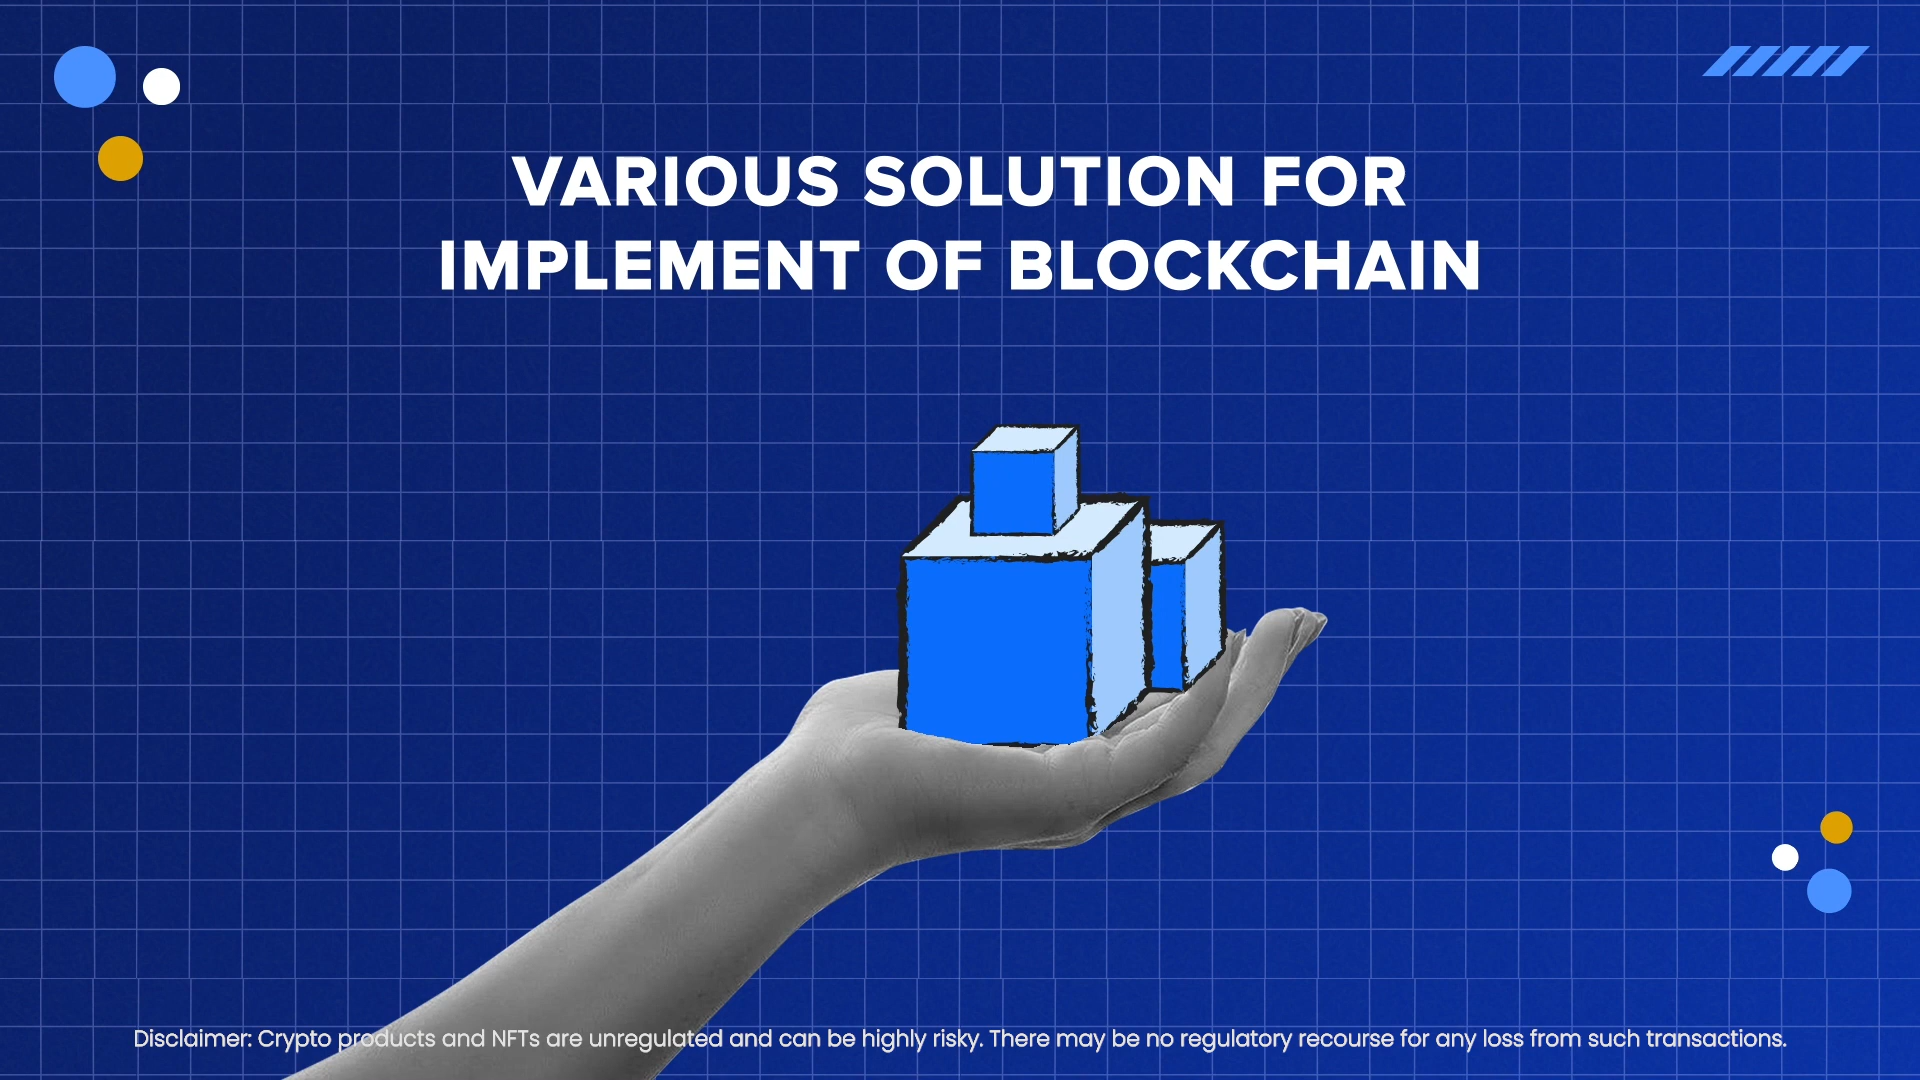 VARIOUS SOLUTION FOR
IMPLEMENT OF BLOCKCHAIN
Disclaimer: Crypto products and NFTs are unregulated and can be highly risky. There may be no regulatory recourse for any loss from such transactions.